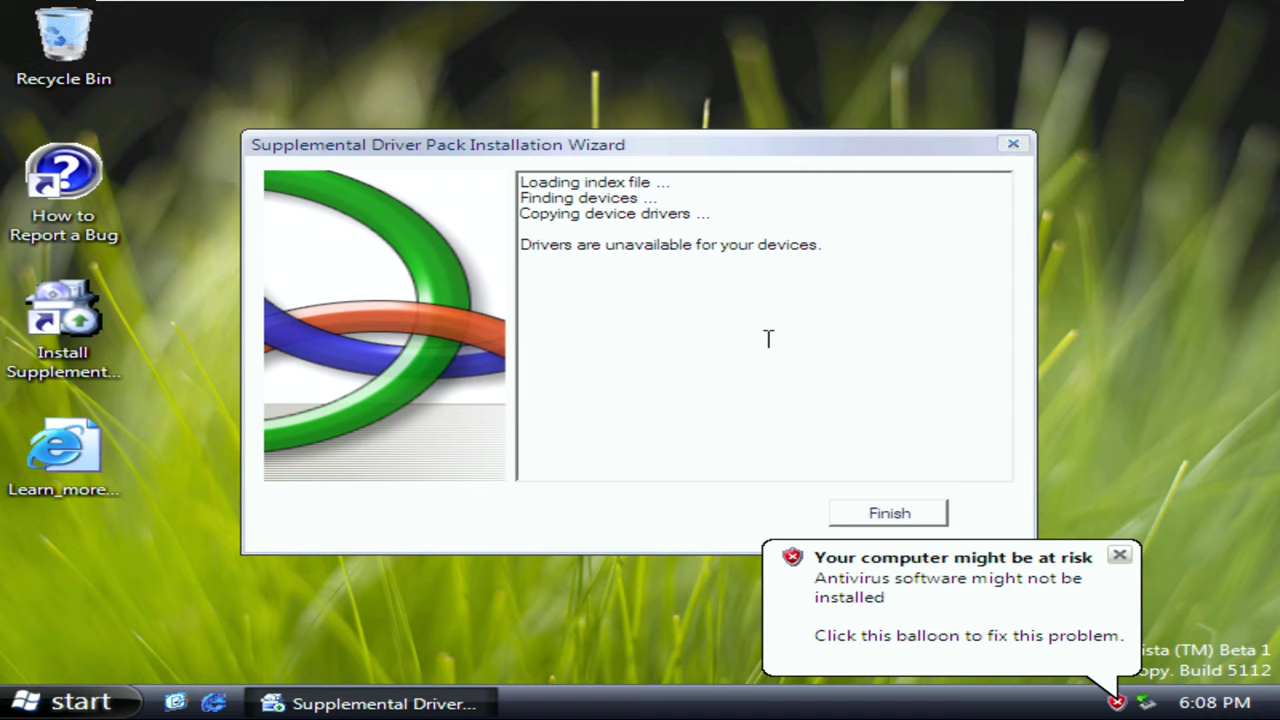 Recycle Bin
How to
Report a Bug
Install
Supplement...
Learn_more...
Supplemental Driver Pack Installation Wizard
Loading index file ...
Finding devices ...
Copying device drivers ...
Drivers are unavailable for your devices.
Finish
Your computer might be at risk
Antivirus software might not be
installed
Click this balloon to fix this problem.
ista (TM) Beta 1
opy. Build 5112
start
Supplemental Driver...
6:08 PM